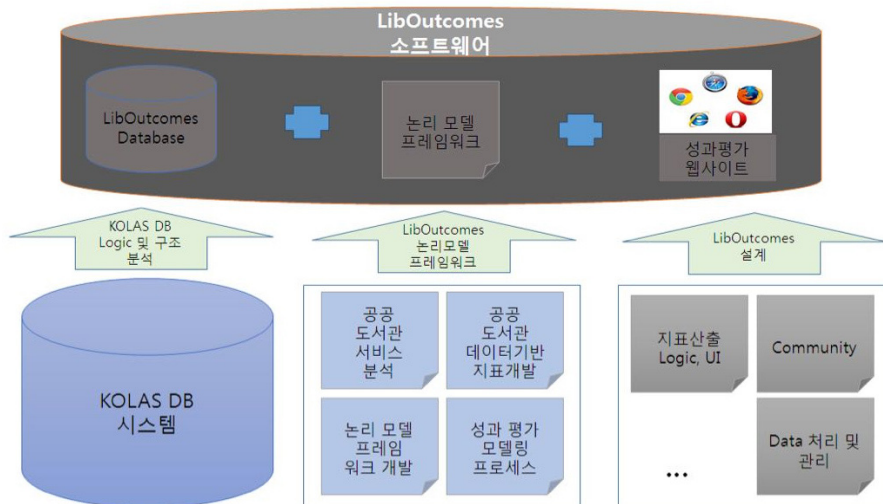 LibOutcomes
소프트웨어
LibOutcomes
Database
논리 모델
프레임워크
성과평가
웹사이트
KOLAS DB
Logic 및 구조
분석
LibOutcomes
논리모델
프레임워크
LibOutcomes
설계
KOLAS DB
시스템
공공
도서관
서비스
분석
공공
도서관
데이터기반
지표개발
논리 모델
프레임
워크 개발
성과 평가
모델링
프로세스
지표산출
Logic, UI
Community
...
Data 처리 및
관리